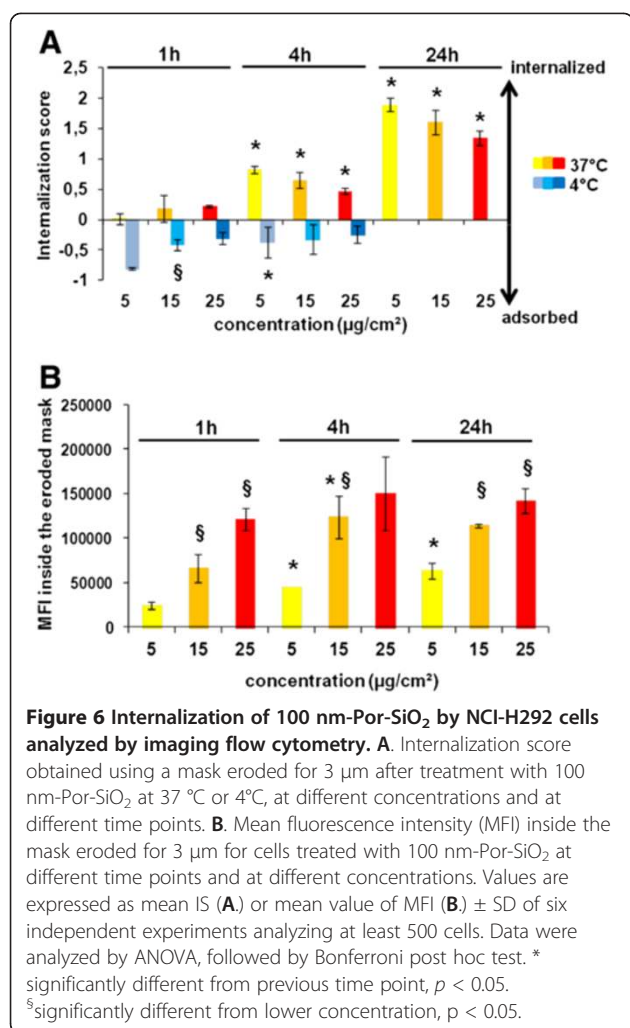 A
1h 4h 24h
internalized
2,5
2
1,5
1
0,5
0
-0,5
-1
Internalization score
* * * * * *
§ *
37°C
4°C
5 15 25 5 15 25 5 15 25
concentration (µg/cm²)
adsorbed
B
250000
200000
150000
100000
50000
0
MFI inside the eroded mask
1h 4h 24h
§ § * * § * § §
5 15 25 5 15 25 5 15 25
concentration (µg/cm²)
Figure 6 Internalization of 100 nm-Por-SiO₂ by NCI-H292 cells
analyzed by imaging flow cytometry. A. Internalization score
obtained using a mask eroded for 3 µm after treatment with 100
nm-Por-SiO₂ at 37 °C or 4°C, at different concentrations and at
different time points. B. Mean fluorescence intensity (MFI) inside the
mask eroded for 3 µm for cells treated with 100 nm-Por-SiO₂ at
different time points and at different concentrations. Values are
expressed as mean IS (A.) or mean value of MFI (B.) ± SD of six
independent experiments analyzing at least 500 cells. Data were
analyzed by ANOVA, followed by Bonferroni post hoc test. *
significantly different from previous time point, p < 0.05.
§significantly different from lower concentration, p < 0.05.